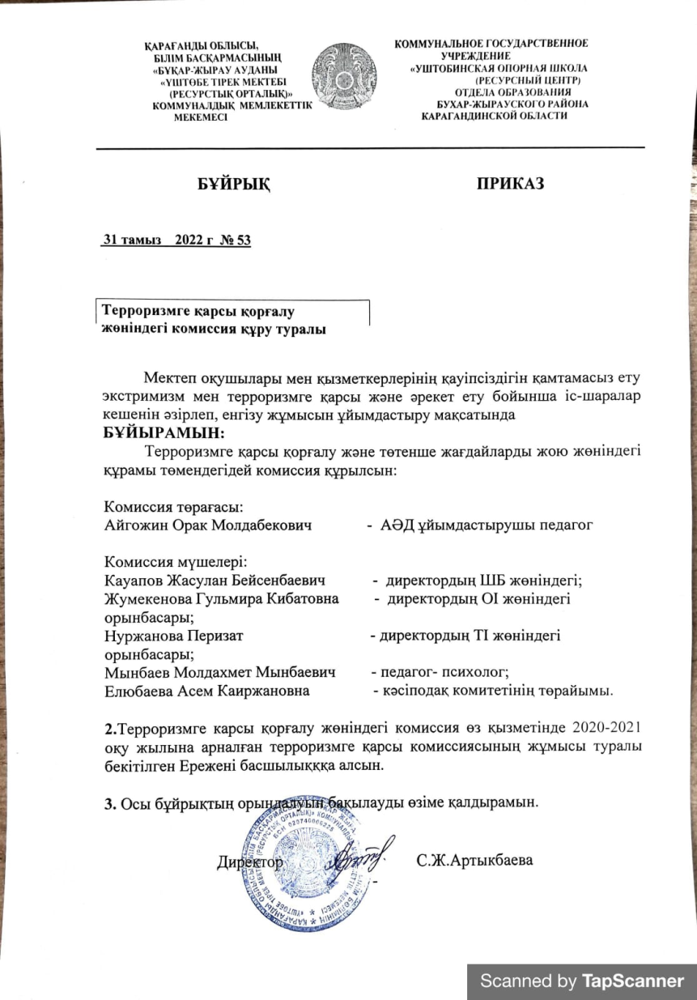 ҚАРАҒАНДЫ ОБЛЫСЫ,
БІЛІМ БАСҚАРМАСЫНЫҢ
«БҰҚАР-ЖЫРАУ АУДАНЫ
«ҮШТӨБЕ ТІРЕК МЕКТЕБІ
(РЕСУРСТЫҚ ОРТАЛЫҚ)»
КОММУНАЛДЫҚ МЕМЛЕКЕТТІК
МЕКЕМЕСІ
КОММУНАЛЬНОЕ ГОСУДАРСТВЕННОЕ
УЧРЕЖДЕНИЕ
«УШТОБИНСКАЯ ОПОРНАЯ ШКОЛА
(РЕСУРСНЫЙ ЦЕНТР)
ОТДЕЛА ОБРАЗОВАНИЯ
БУХАР-ЖЫРАУСКОГО РАЙОНА
КАРАГАНДИНСКОЙ ОБЛАСТИ
БҰЙРЫҚ ПРИКАЗ
31 тамыз 2022 г № 53
Терроризмге қарсы қорғалу
жөніндегі комиссия құру туралы
Мектеп оқушылары мен қызметкерлерінің қауіпсіздігін қамтамасыз ету
экстримизм мен терроризмге қарсы және әрекет ету бойынша іс-шаралар
кешенін әзірлеп, енгізу жұмысын ұйымдастыру мақсатында
БҰЙЫРАМЫН:
Терроризмге қарсы қорғалу және төтенше жағдайларды жою жөніндегі
құрамы төмендегідей комиссия құрылсын:
Комиссия төрағасы:
Айгожин Орак Молдабекович - АӘД ұйымдастырушы педагог
Комиссия мүшелері:
Кауапов Жасулан Бейсенбаевич - директордың ШБ жөніндегі;
Жумекенова Гульмира Кибатовна - директордың ОІ жөніндегі
орынбасары;
Нуржанова Перизат - директордың ТІ жөніндегі
орынбасары;
Мынбаев Молдахмет Мынбаевич - педагог- психолог;
Елюбаева Асем Каиржановна - кәсіподақ комитетінің төрайымы.
2.Терроризмге карсы қорғалу жөніндегі комиссия өз қызметінде 2020-2021
оқу жылына арналған терроризмге қарсы комиссиясының жұмысы туралы
бекітілген Ережені басшылықққа алсын.
3. Осы бұйрықтың орындалуын бақылауды өзіме қалдырамын.
Директор С.Ж.Артыкбаева
Scanned by TapScanner